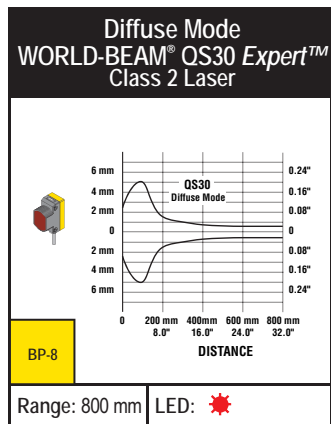 Diffuse Mode
WORLD-BEAM® QS30 Expert™
Class 2 Laser
6 mm
4 mm
2 mm
0
2 mm
4 mm
6 mm
QS30
Diffuse Mode
0.24"
0.16"
0.08"
0
0.08"
0.16"
0.24"
0 200 mm 400mm 600 mm 800 mm
8.0" 16.0" 24.0" 32.0"
DISTANCE
BP-8
Range: 800 mm LED: